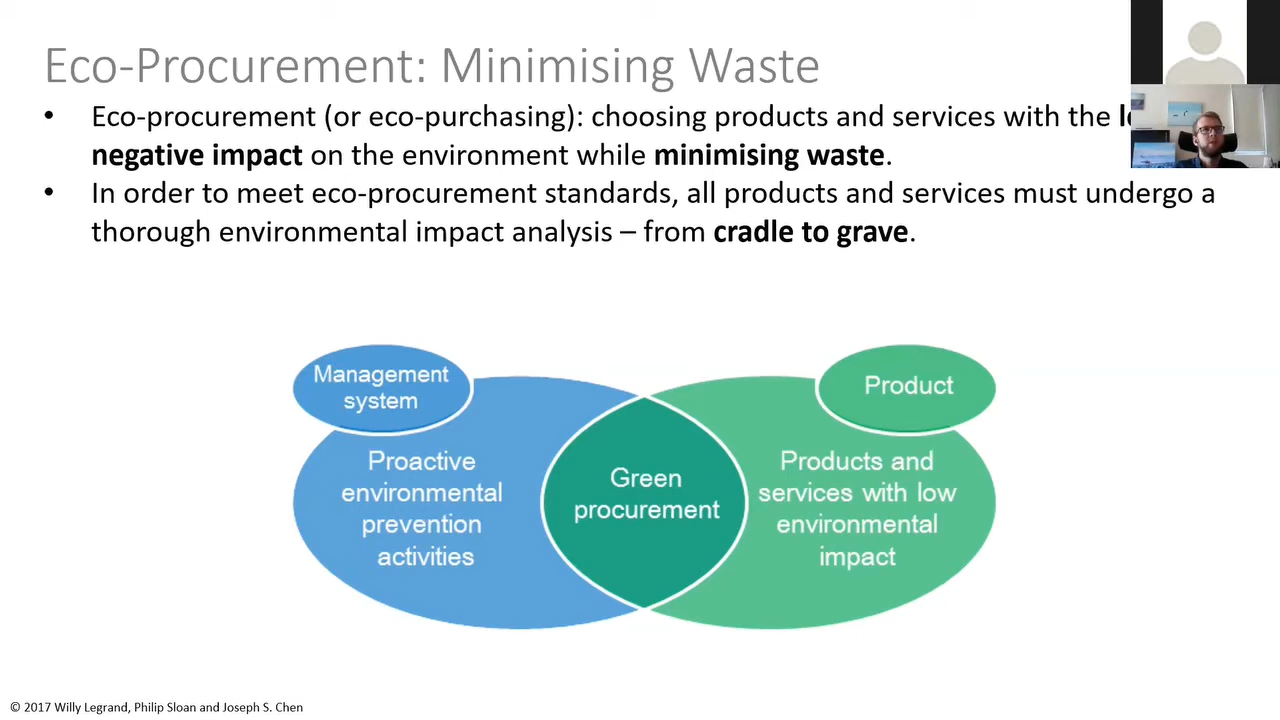 Eco-Procurement: Minimising Waste
• Eco-procurement (or eco-purchasing): choosing products and services with the
negative impact on the environment while minimising waste.
• In order to meet eco-procurement standards, all products and services must undergo a
thorough environmental impact analysis – from cradle to grave.
Management
system
Proactive
environmental
prevention
activities
Green
procurement
Product
Products and
services with low
environmental
impact
© 2017 Willy Legrand, Philip Sloan and Joseph S. Chen